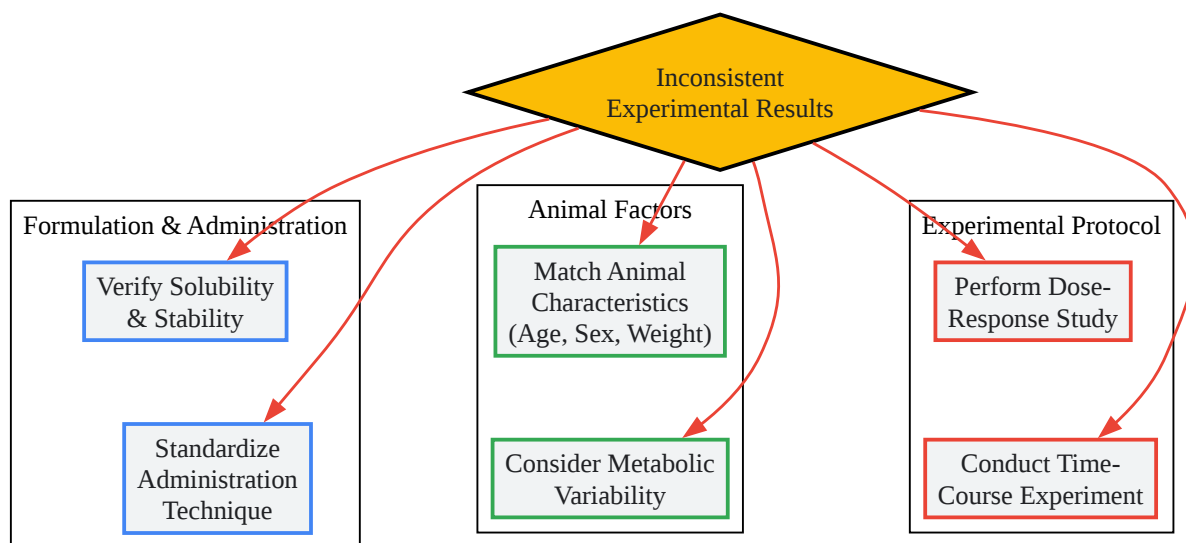 Inconsistent
Experimental Results
Formulation & Administration
Verify Solubility
& Stability
Standardize
Administration
Technique
Animal Factors
Match Animal
Characteristics
(Age, Sex, Weight)
Consider Metabolic
Variability
Experimental Protocol
Perform Dose-
Response Study
Conduct Time-
Course Experiment